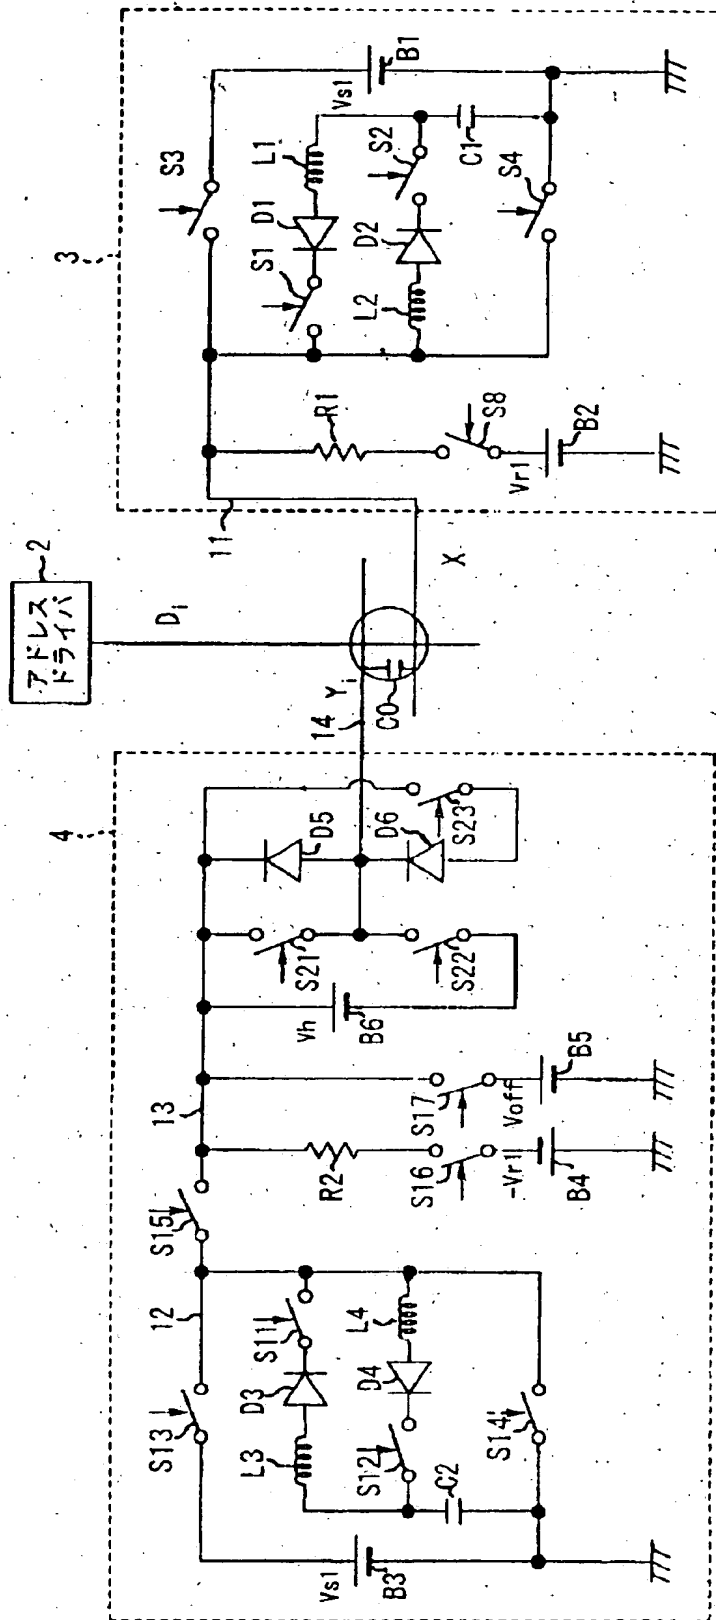 アドレス
ドライバ
2
Di
3
S3
B1
Vs1
L1
D1
S1
S2
D2
L2
C1
S4
R1
S8
Vr1
B2
11
X
Yi
C0
14
4
D5
D6
S23
S21
S22
Vh
B6
13
S17
Voff
B5
R2
S16
-Vr1
B4
S15
12
S13
S11
D3
L3
L4
D4
S12
C2
S14
Vs1
B3